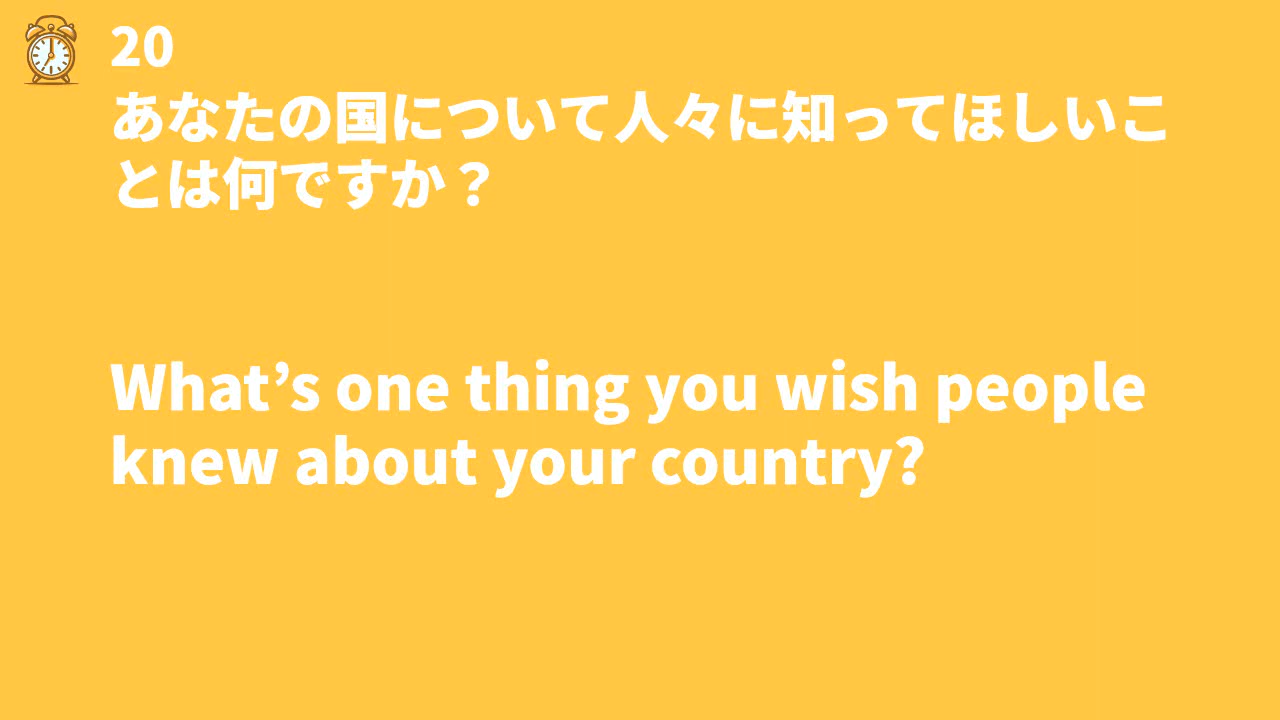 20
あなたの国について人々に知ってほしいこ
とは何ですか？
What’s one thing you wish people
knew about your country?